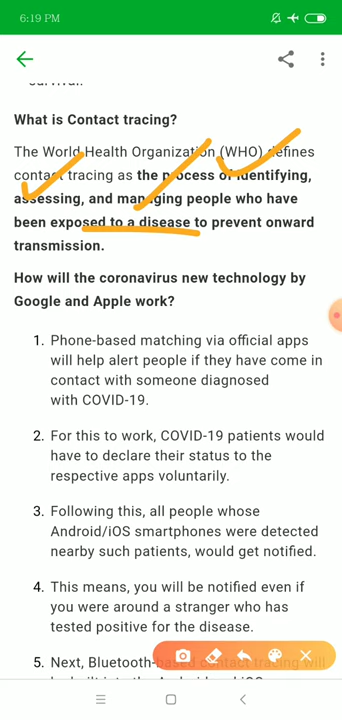 6:19 PM
What is Contact tracing?
The World Health Organization (WHO) defines
contact tracing as the process of identifying,
assessing, and managing people who have
been exposed to a disease to prevent onward
transmission.
How will the coronavirus new technology by
Google and Apple work?
1. Phone-based matching via official apps
will help alert people if they have come in
contact with someone diagnosed
with COVID-19.
2. For this to work, COVID-19 patients would
have to declare their status to the
respective apps voluntarily.
3. Following this, all people whose
Android/iOS smartphones were detected
nearby such patients, would get notified.
4. This means, you will be notified even if
you were around a stranger who has
tested positive for the disease.
5. Next, Bluetooth-based contact tracing will